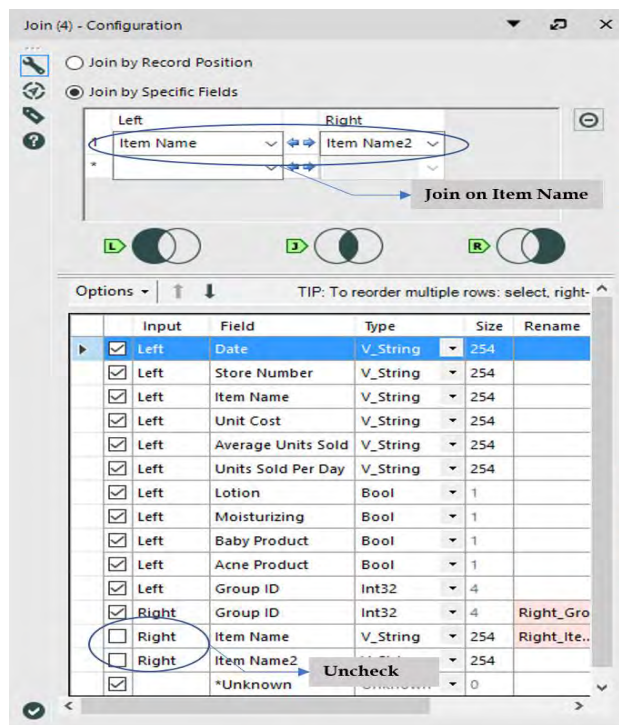 Join (4) - Configuration
Join by Record Position
Join by Specific Fields
Left Right
1 Item Name Item Name2
*
Join on Item Name
L J R
Options TIP: To reorder multiple rows: select, right-
Input Field Type Size Rename
Left Date V_String 254
Left Store Number V_String 254
Left Item Name V_String 254
Left Unit Cost V_String 254
Left Average Units Sold V_String 254
Left Units Sold Per Day V_String 254
Left Lotion Bool 1
Left Moisturizing Bool 1
Left Baby Product Bool 1
Left Acne Product Bool 1
Left Group ID Int32 4
Right Group ID Int32 4 Right_Gro
Right Item Name V_String 254 Right_Ite..
Right Item Name2 254
Uncheck
*Unknown 0